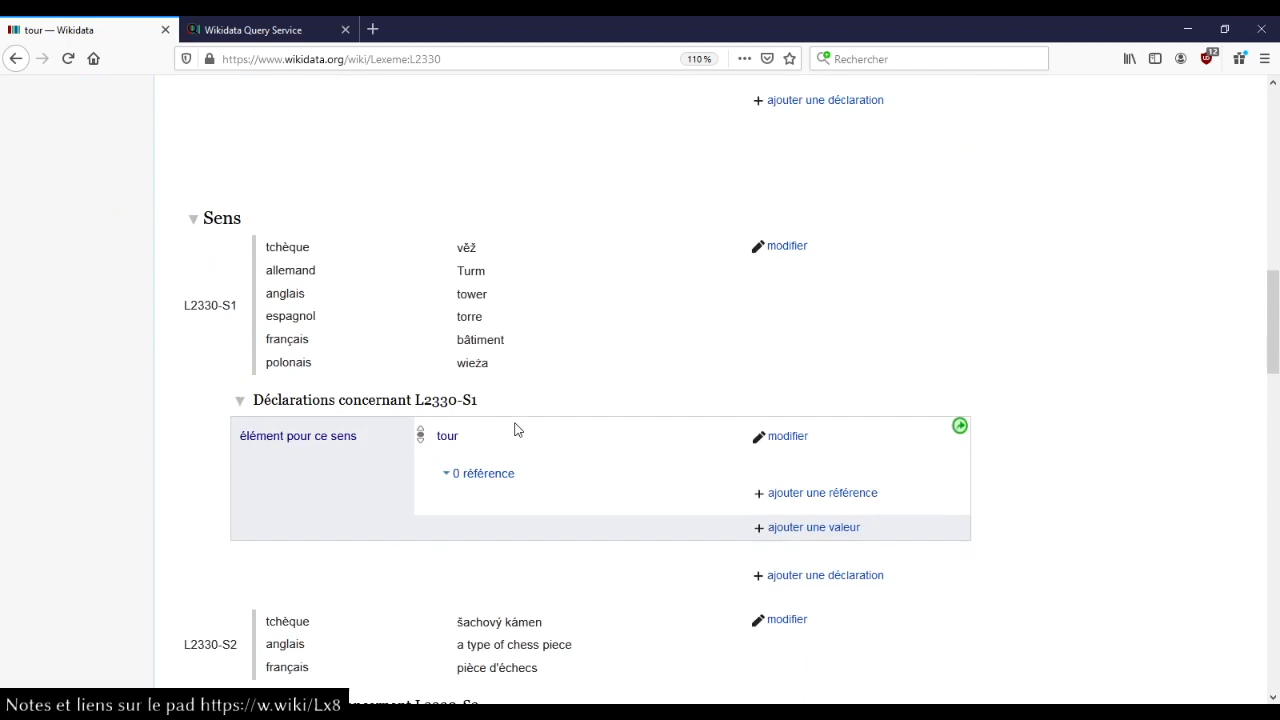 tour — Wikidata
Wikidata Query Service
https://www.wikidata.org/wiki/Lexeme:L2330
110 %
Rechercher
12
+ ajouter une déclaration
Sens
L2330-S1
tchèque věž
modifier
allemand Turm
anglais tower
espagnol torre
français bâtiment
polonais wieża
Déclarations concernant L2330-S1
élément pour ce sens
tour
modifier
0 référence
+ ajouter une référence
+ ajouter une valeur
+ ajouter une déclaration
L2330-S2
tchèque šachový kámen
modifier
anglais a type of chess piece
français pièce d'échecs
Notes et liens sur le pad https://w.wiki/Lx8